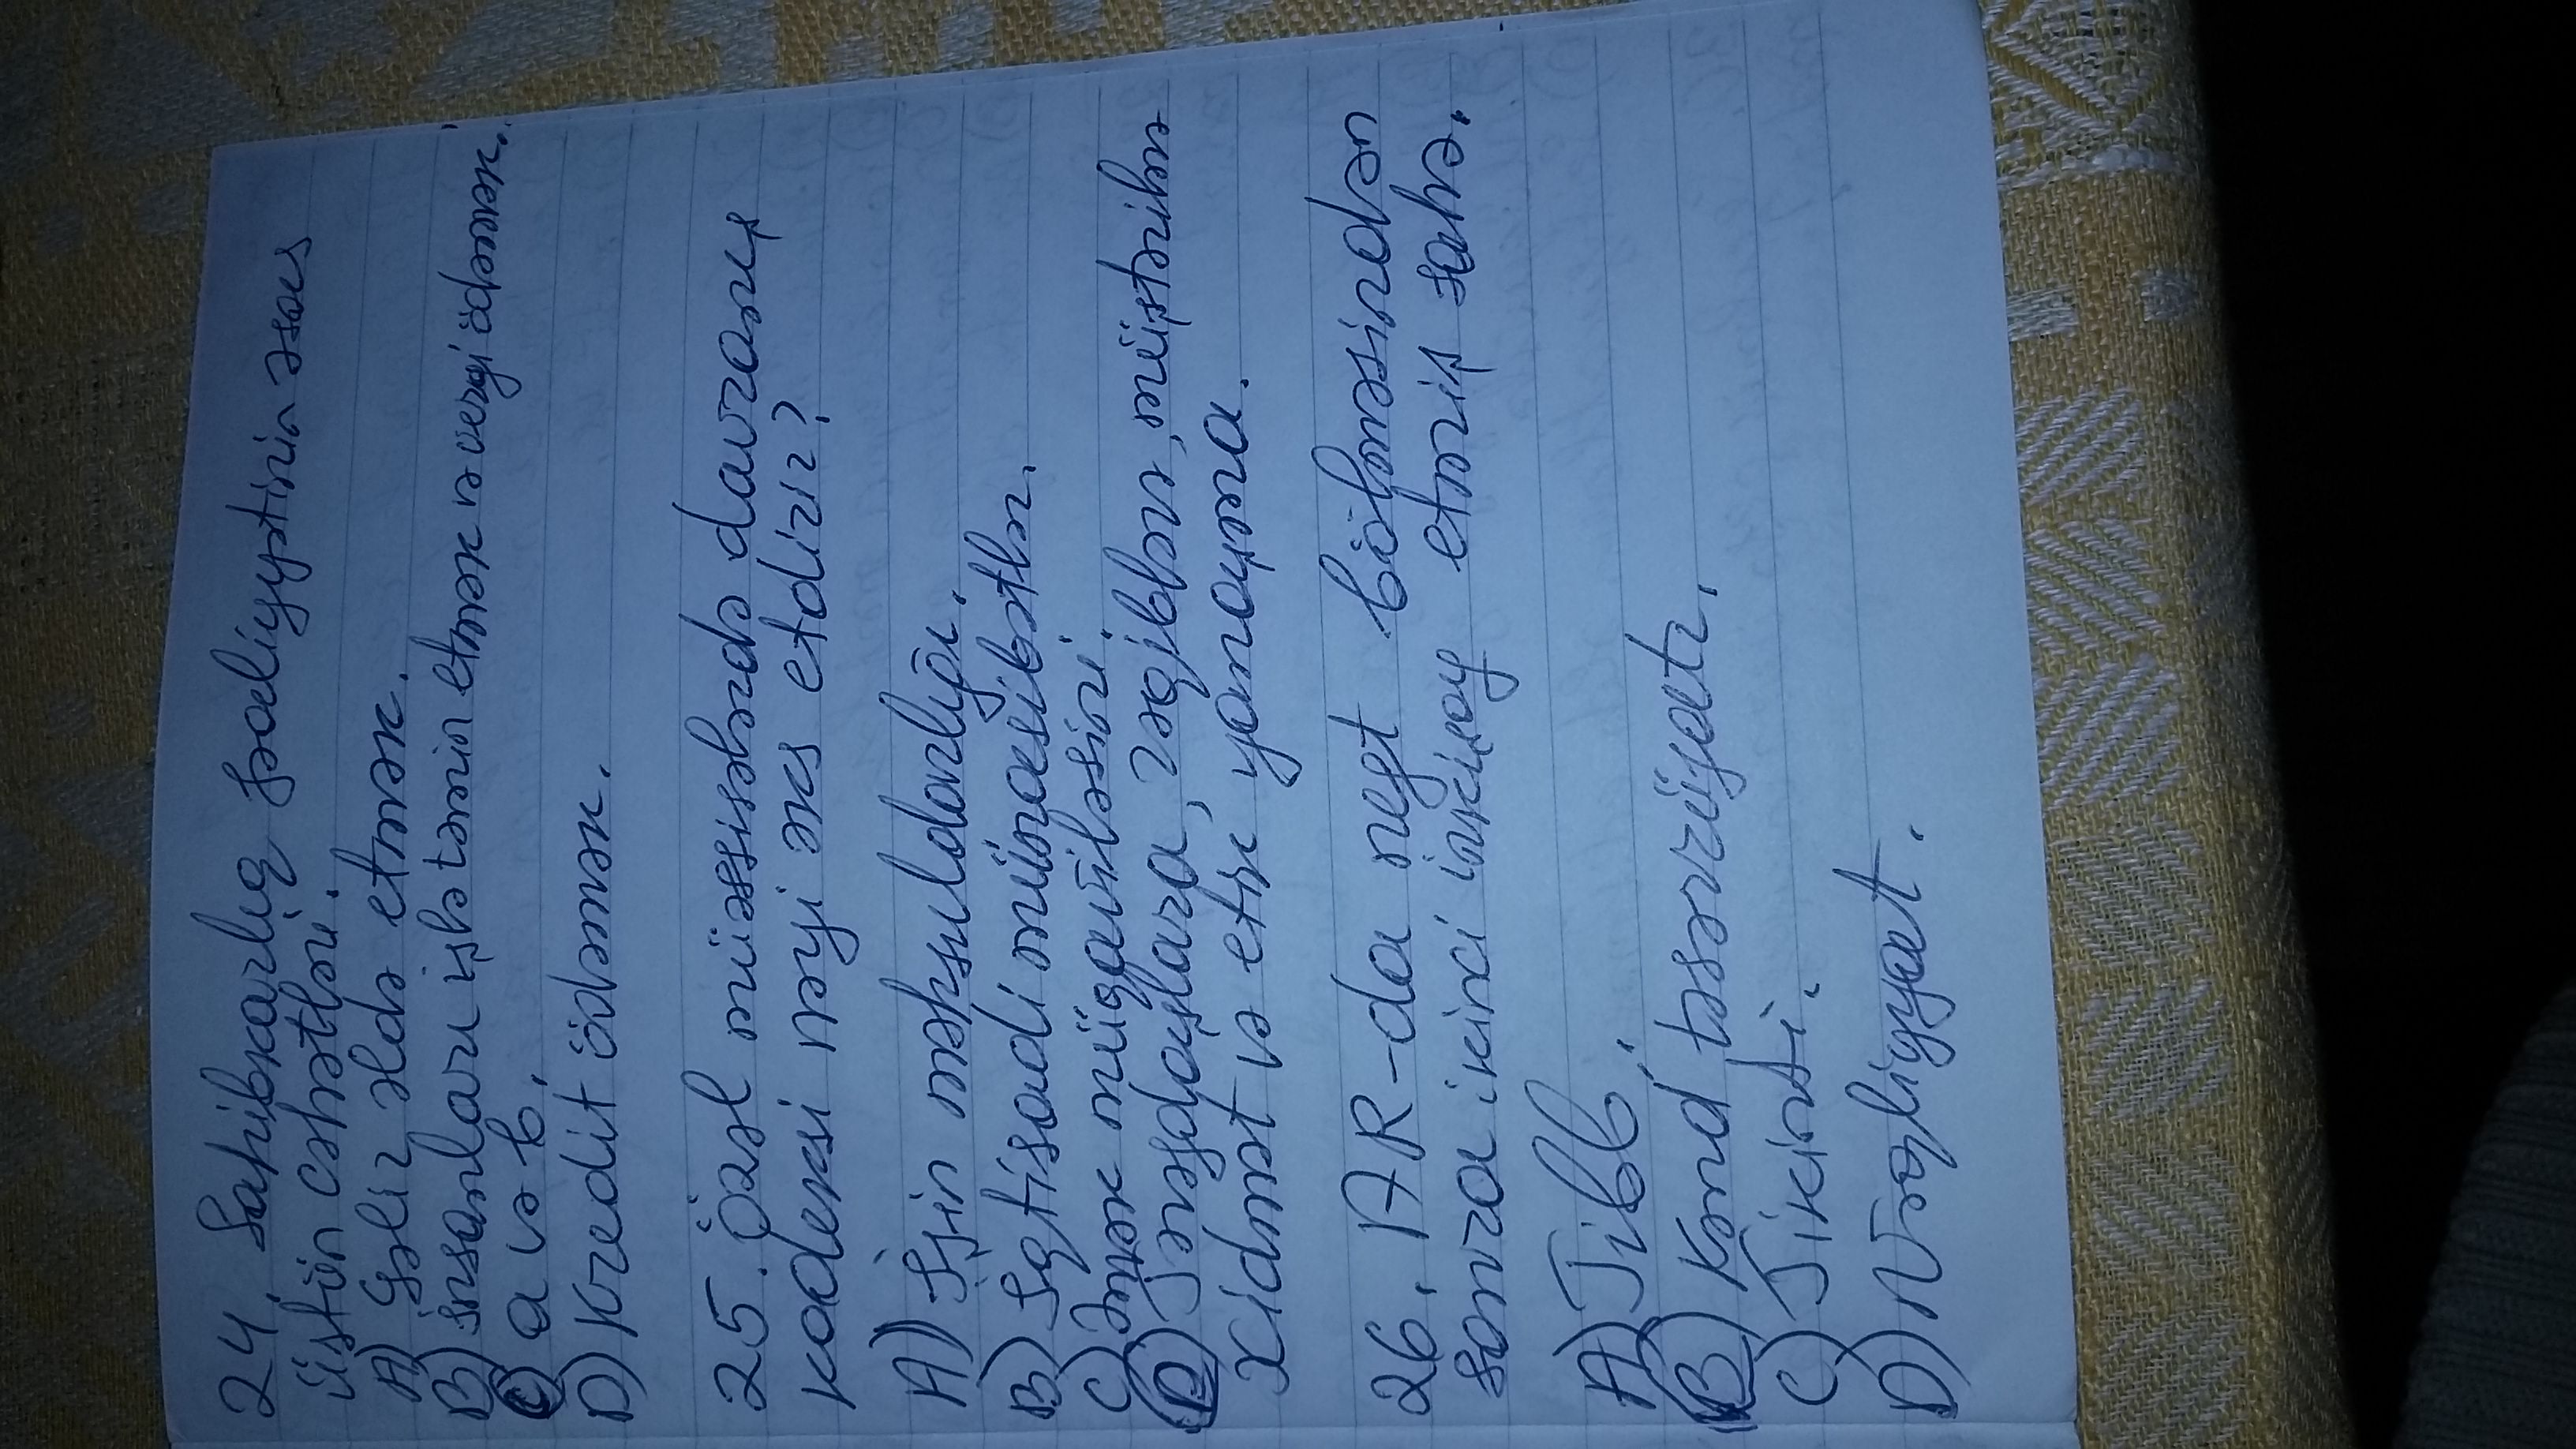 24. Sahibkarlıq fəaliyyətinin əsas
üstün cəhətləri.
A) Gəlir əldə etmək.
B) insanları işlə təmin etmək və vergi ödəmək.
C) a və b.
D) Kredit ödəmək.
25. Özəl müəssisələrdə davranış
kodeksi nəyi əks etdirir?
A) İşin məhsuldarlığı.
B) İqtisadi münasibətlər.
C) Əmək müqaviləsini.
D) Tərəfdaşlara, rəqiblərə, müştərilərə
xidmət və etik yanaşma.
26. AR-da neft bölməsindən
sonra ikinci inkişaf etmiş sahə.
A) Tibb.
B) Kənd təsərrüfatı.
C) Tikinti.
D) Nəqliyyat.